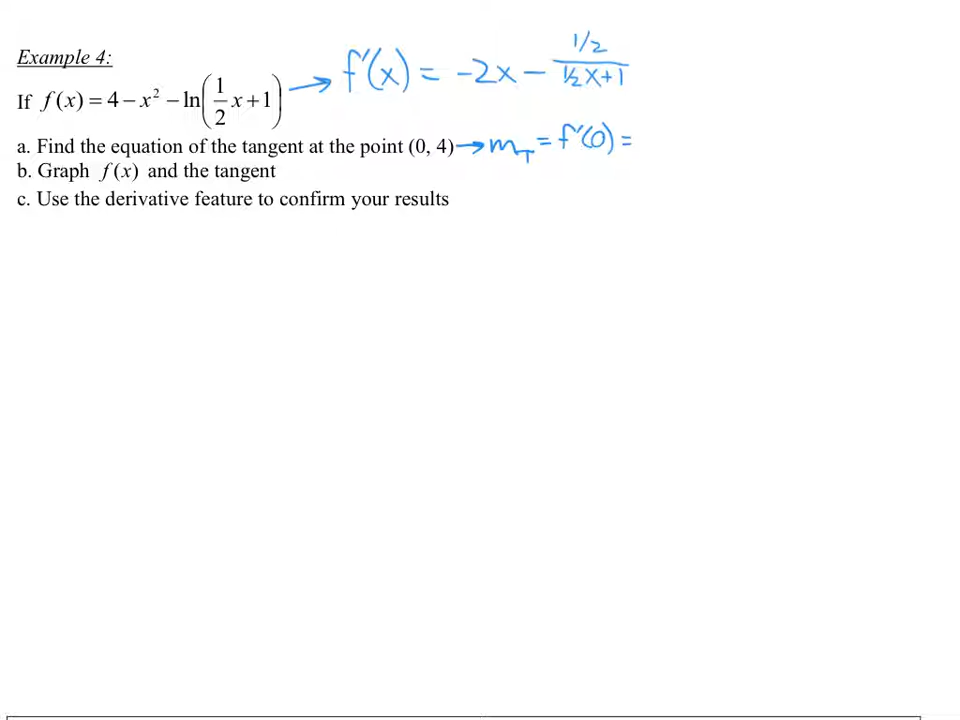 Example 4:
If f(x) = 4 − x² − ln(1/2 x + 1) → f'(x) = -2x - (1/2)/(1/2 x + 1)
a. Find the equation of the tangent at the point (0, 4) → m_T = f'(0) =
b. Graph f(x) and the tangent
c. Use the derivative feature to confirm your results